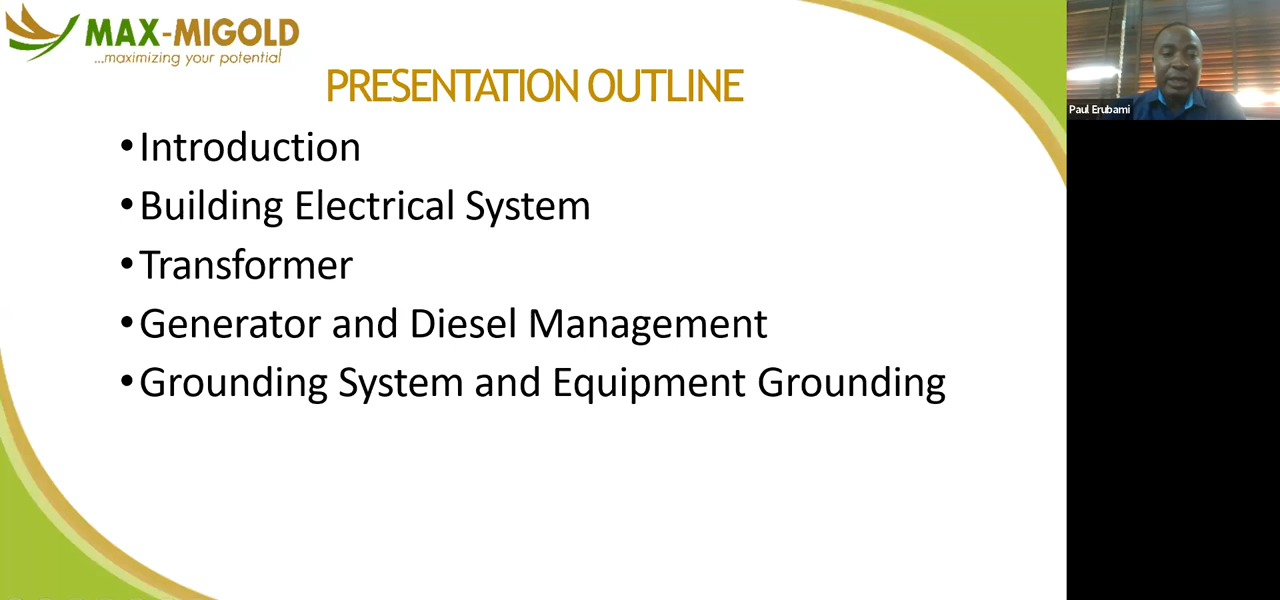 MAX-MIGOLD
...maximizing your potential
PRESENTATION OUTLINE
•Introduction
•Building Electrical System
•Transformer
•Generator and Diesel Management
•Grounding System and Equipment Grounding
Paul Erubami